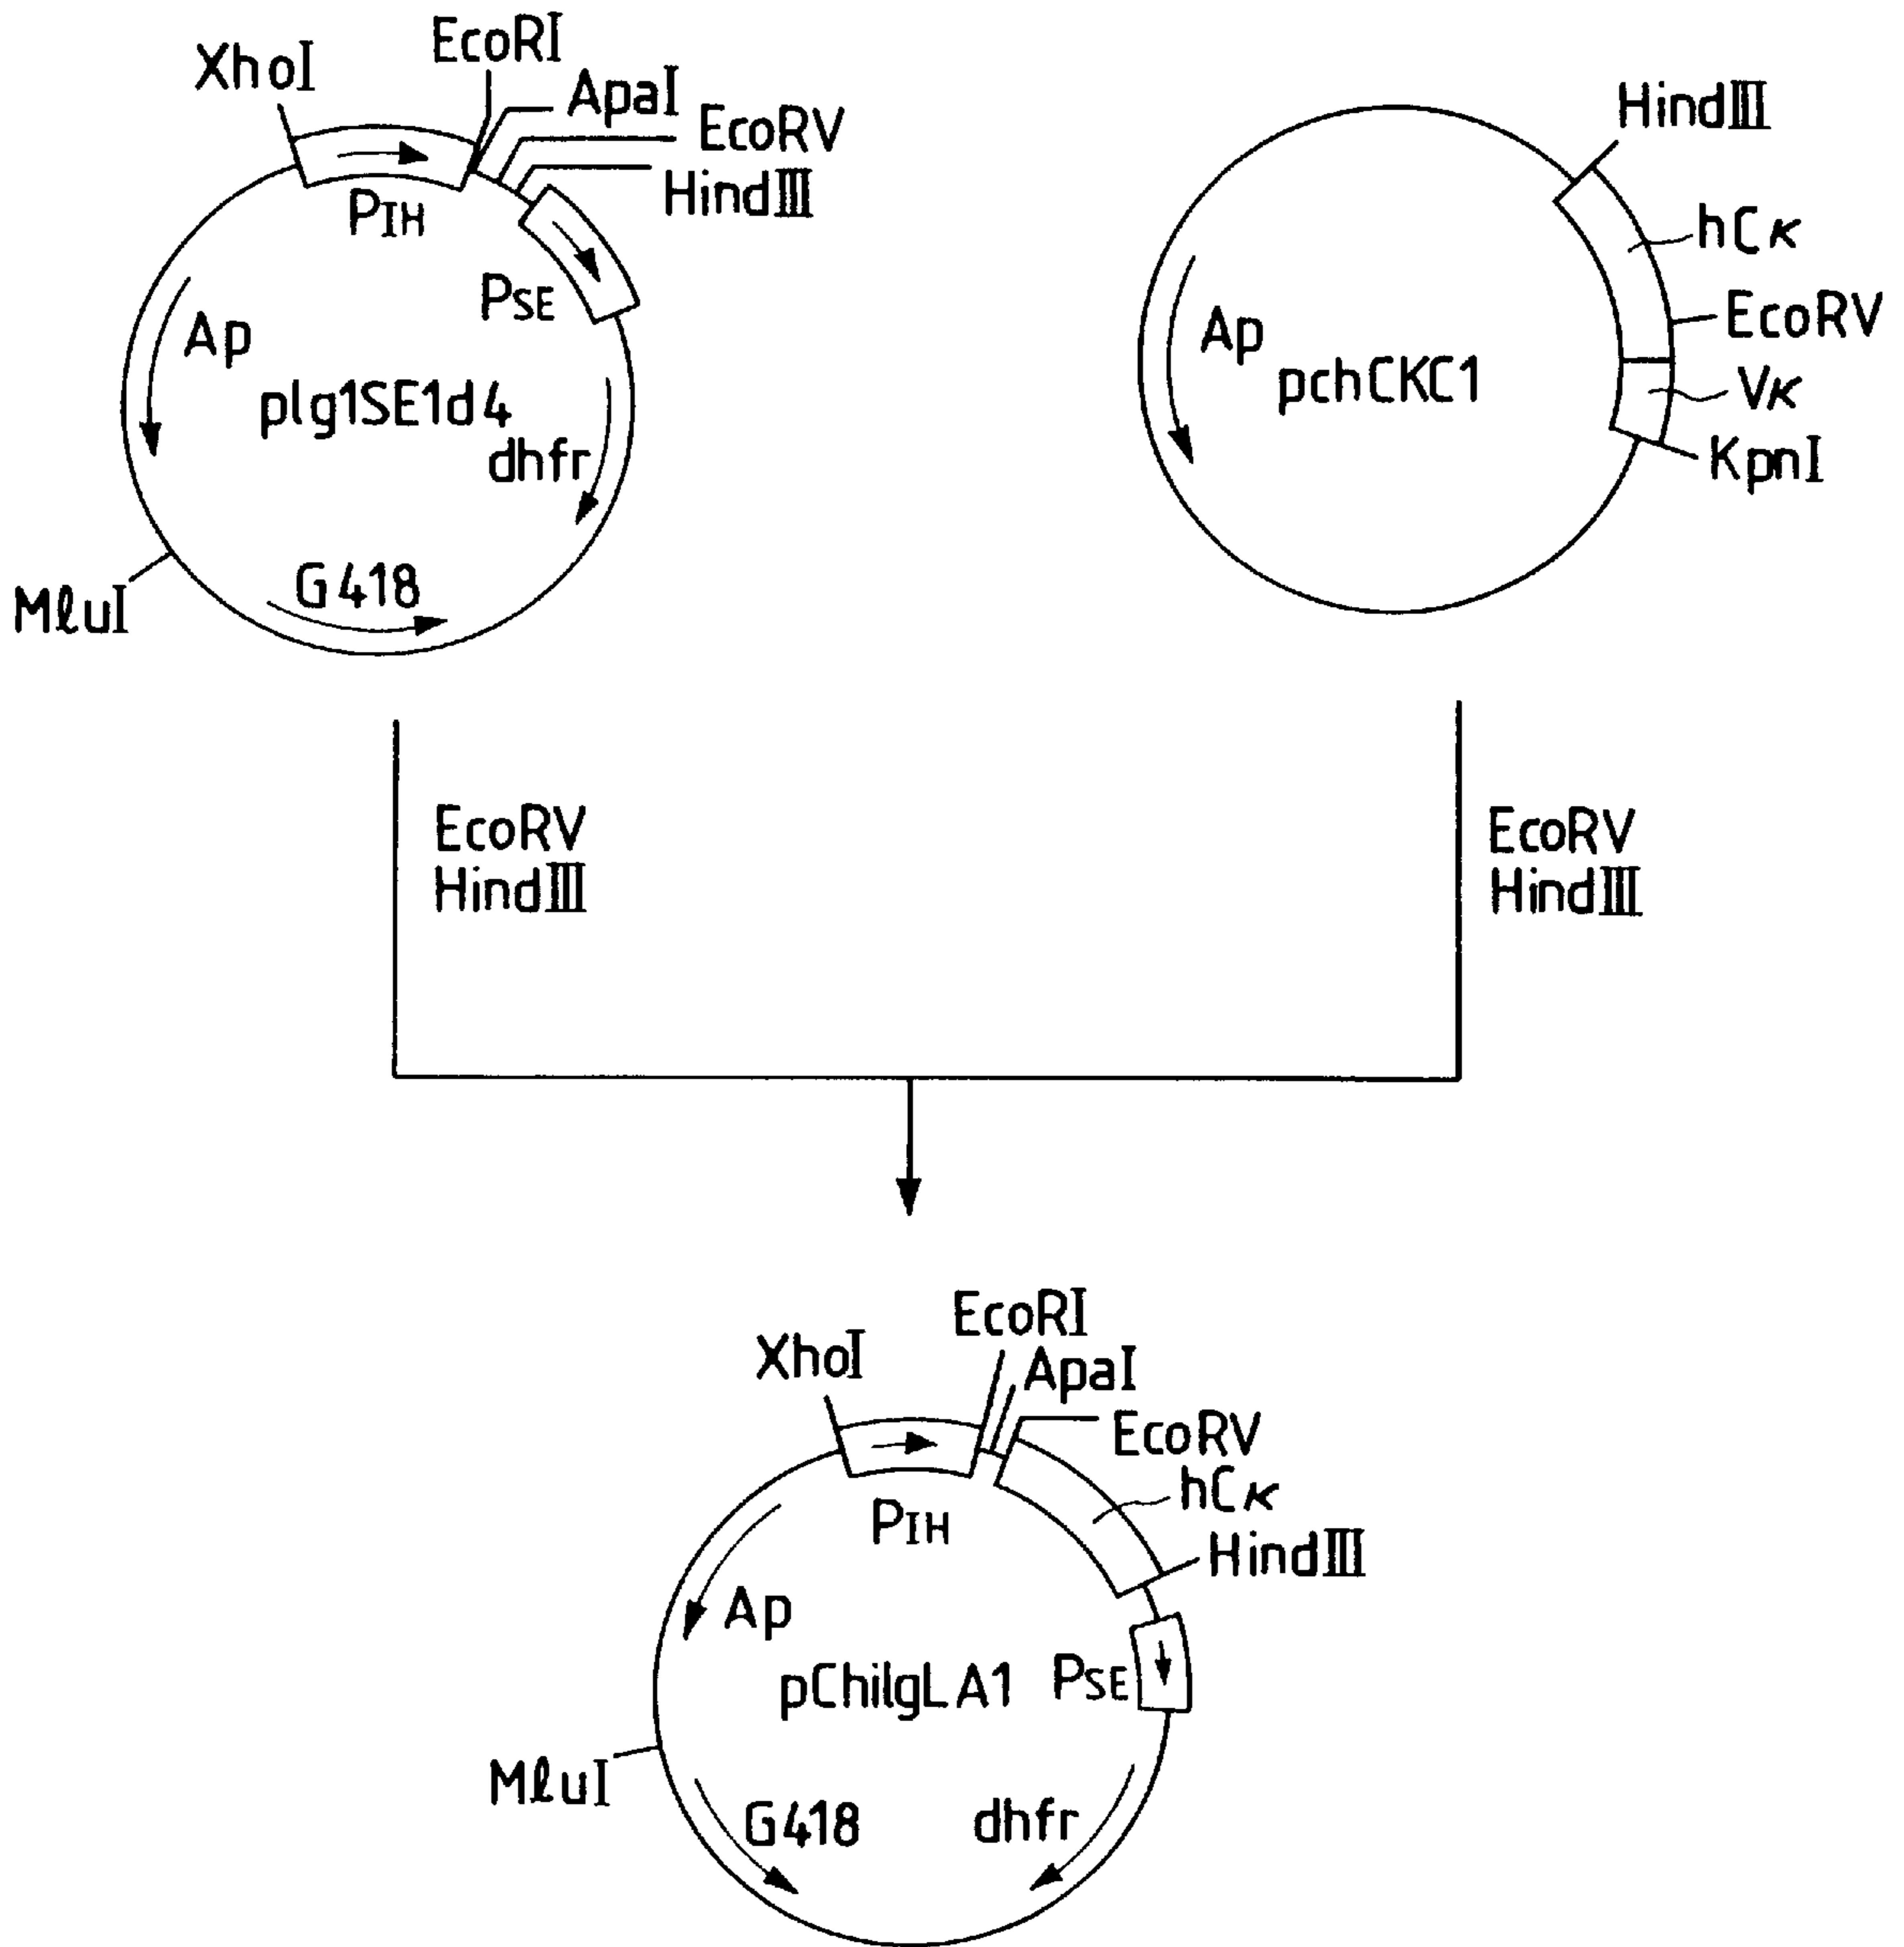 XhoI
EcoRI
ApaI
EcoRV
HindIII
PIH
PSE
Ap
pIg1SE1d4
dhfr
G418
MluI
HindIII
hCκ
EcoRV
Vκ
KpnI
Ap
pchCKC1
EcoRV
HindIII
EcoRV
HindIII
XhoI
EcoRI
ApaI
EcoRV
hCκ
HindIII
PIH
Ap
pChiIgLA1
PSE
MluI
G418
dhfr